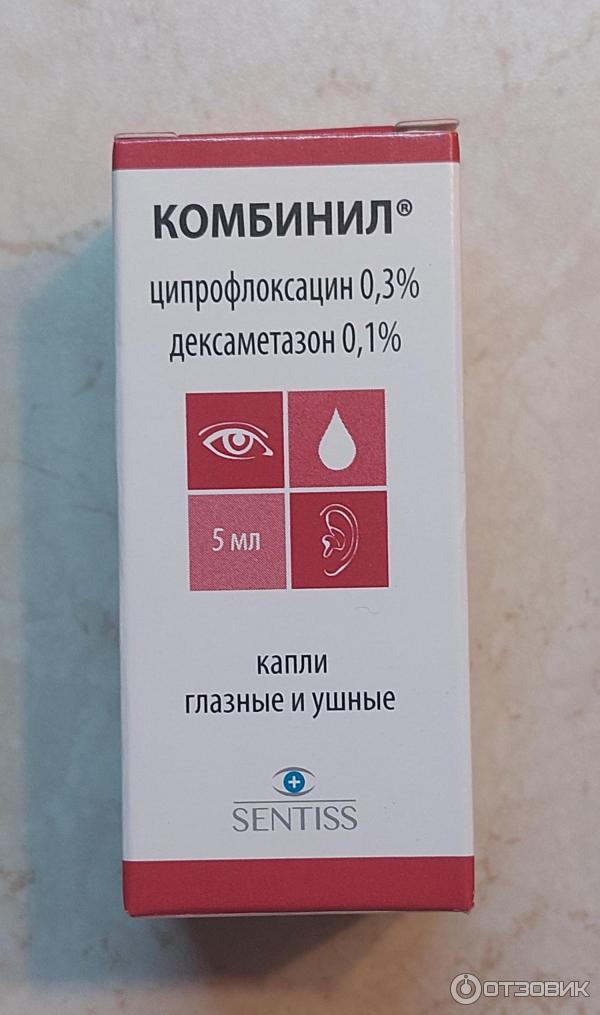 КОМБИНИЛ®
ципрофлоксацин 0,3%
дексаметазон 0,1%
5 мл
капли
глазные и ушные
SENTISS
ОТЗОВИК